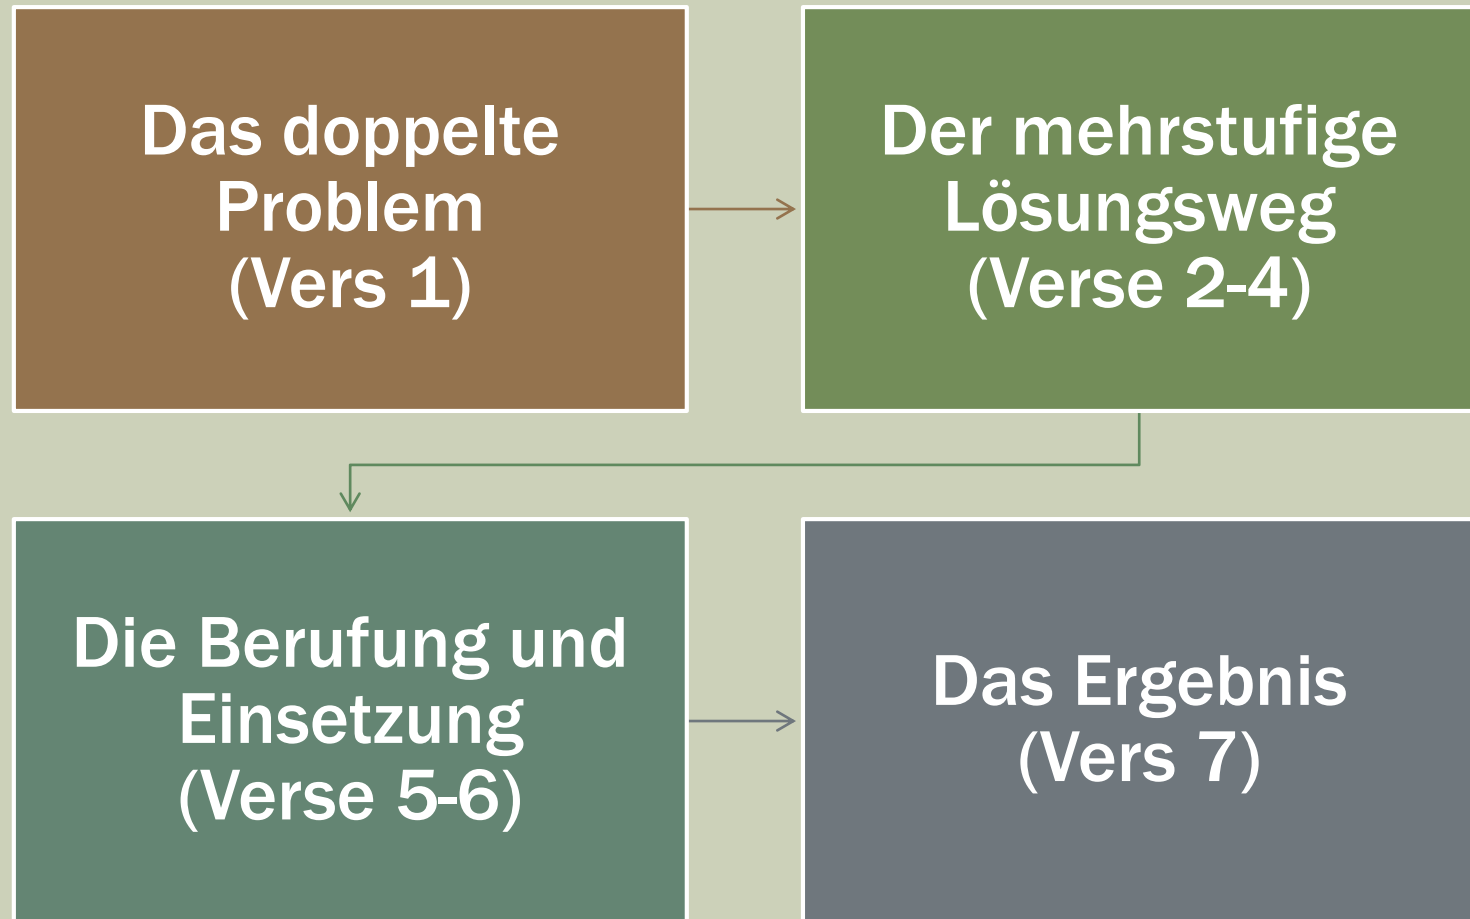 Das doppelte
Problem
(Vers 1)
Der mehrstufige
Lösungsweg
(Verse 2-4)
Die Berufung und
Einsetzung
(Verse 5-6)
Das Ergebnis
(Vers 7)